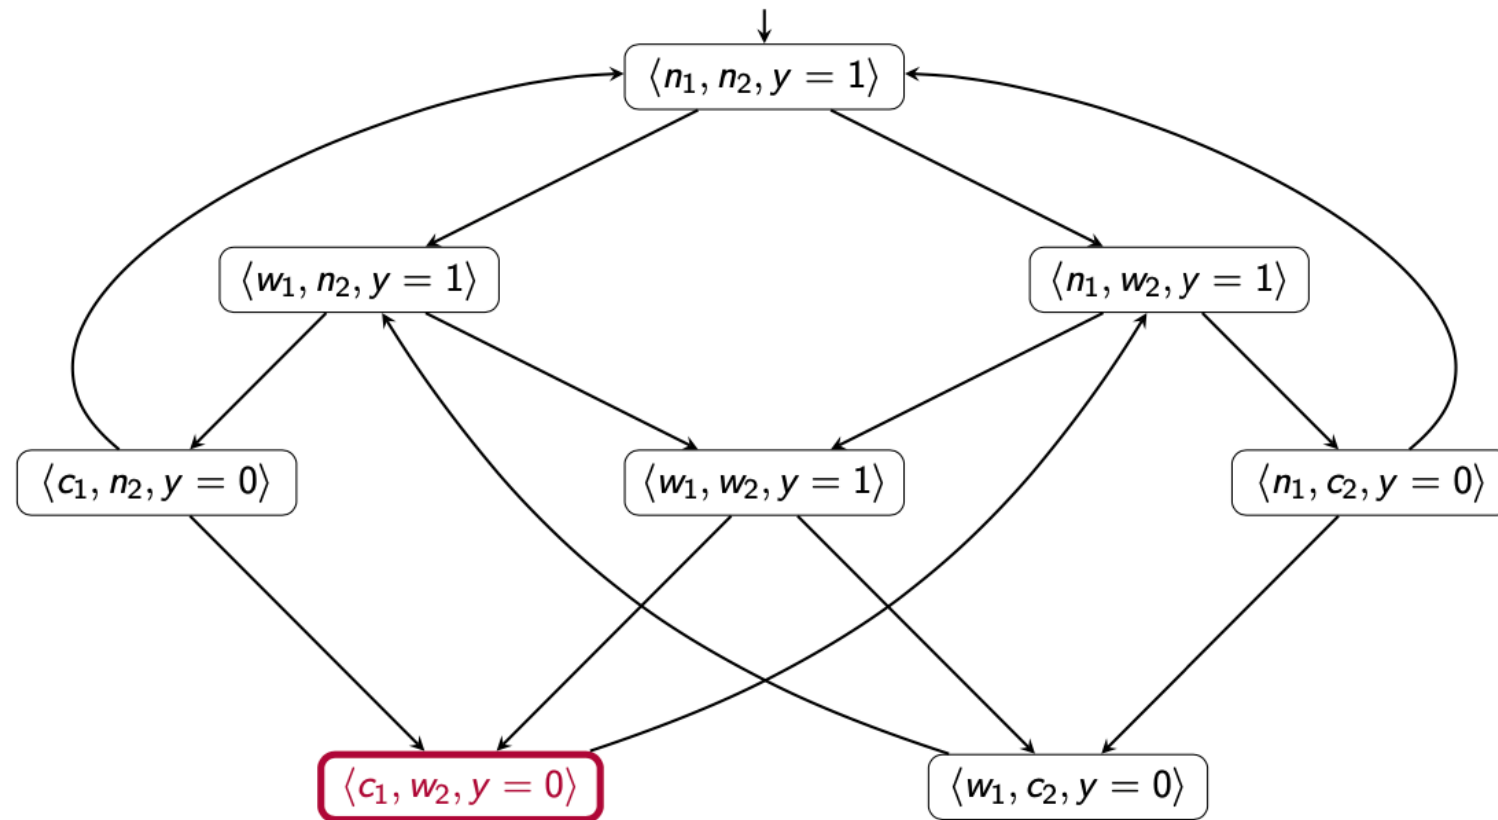 ⟨n₁, n₂, y = 1⟩
⟨w₁, n₂, y = 1⟩
⟨n₁, w₂, y = 1⟩
⟨c₁, n₂, y = 0⟩
⟨w₁, w₂, y = 1⟩
⟨n₁, c₂, y = 0⟩
⟨c₁, w₂, y = 0⟩
⟨w₁, c₂, y = 0⟩